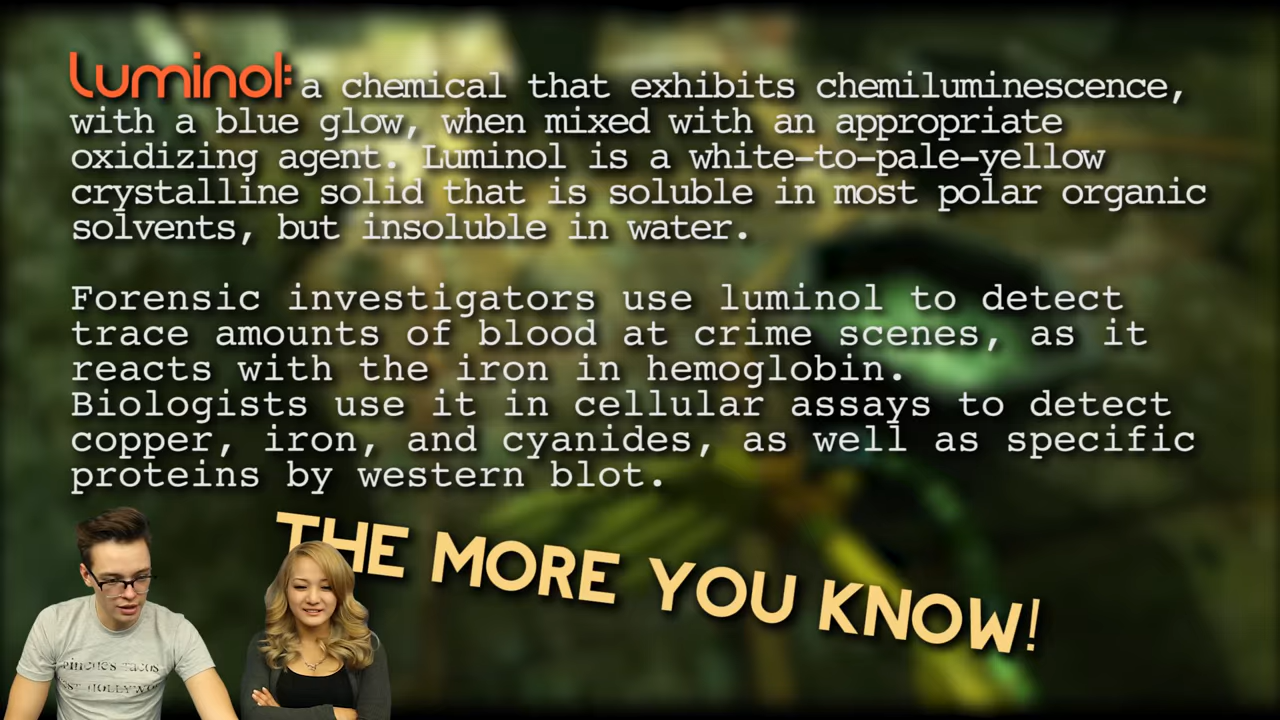 Luminol: a chemical that exhibits chemiluminescence,
with a blue glow, when mixed with an appropriate
oxidizing agent. Luminol is a white-to-pale-yellow
crystalline solid that is soluble in most polar organic
solvents, but insoluble in water.
Forensic investigators use luminol to detect
trace amounts of blood at crime scenes, as it
reacts with the iron in hemoglobin.
Biologists use it in cellular assays to detect
copper, iron, and cyanides, as well as specific
proteins by western blot.
THE MORE YOU KNOW!
TACOS